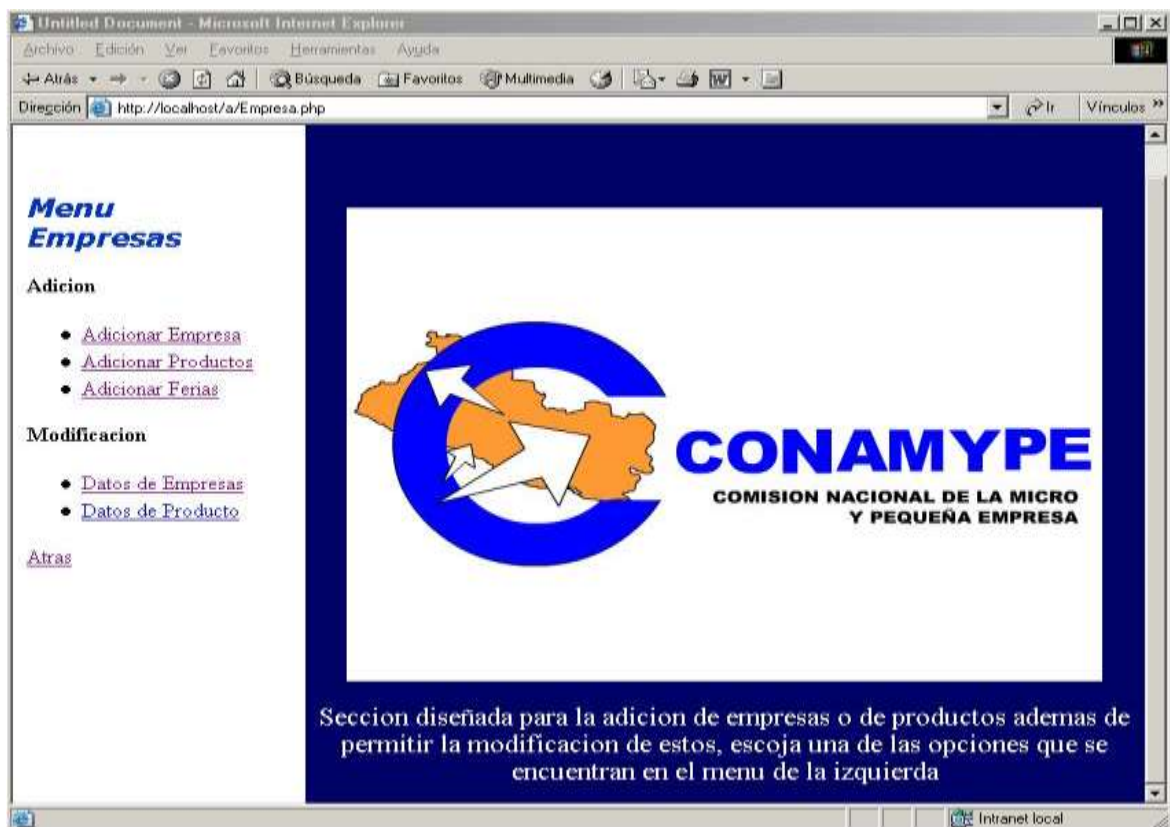 Untitled Document - Microsoft Internet Explorer
Archivo Edición Ver Favoritos Herramientas Ayuda
Atrás Búsqueda Favoritos Multimedia
Dirección http://localhost/a/Empresa.php Ir Vínculos »
Menu
Empresas
Adicion
Adicionar Empresa
Adicionar Productos
Adicionar Ferias
Modificacion
Datos de Empresas
Datos de Producto
Atras
CONAMYPE
COMISION NACIONAL DE LA MICRO
Y PEQUEÑA EMPRESA
Seccion diseñada para la adicion de empresas o de productos ademas de
permitir la modificacion de estos, escoja una de las opciones que se
encuentran en el menu de la izquierda
Intranet local